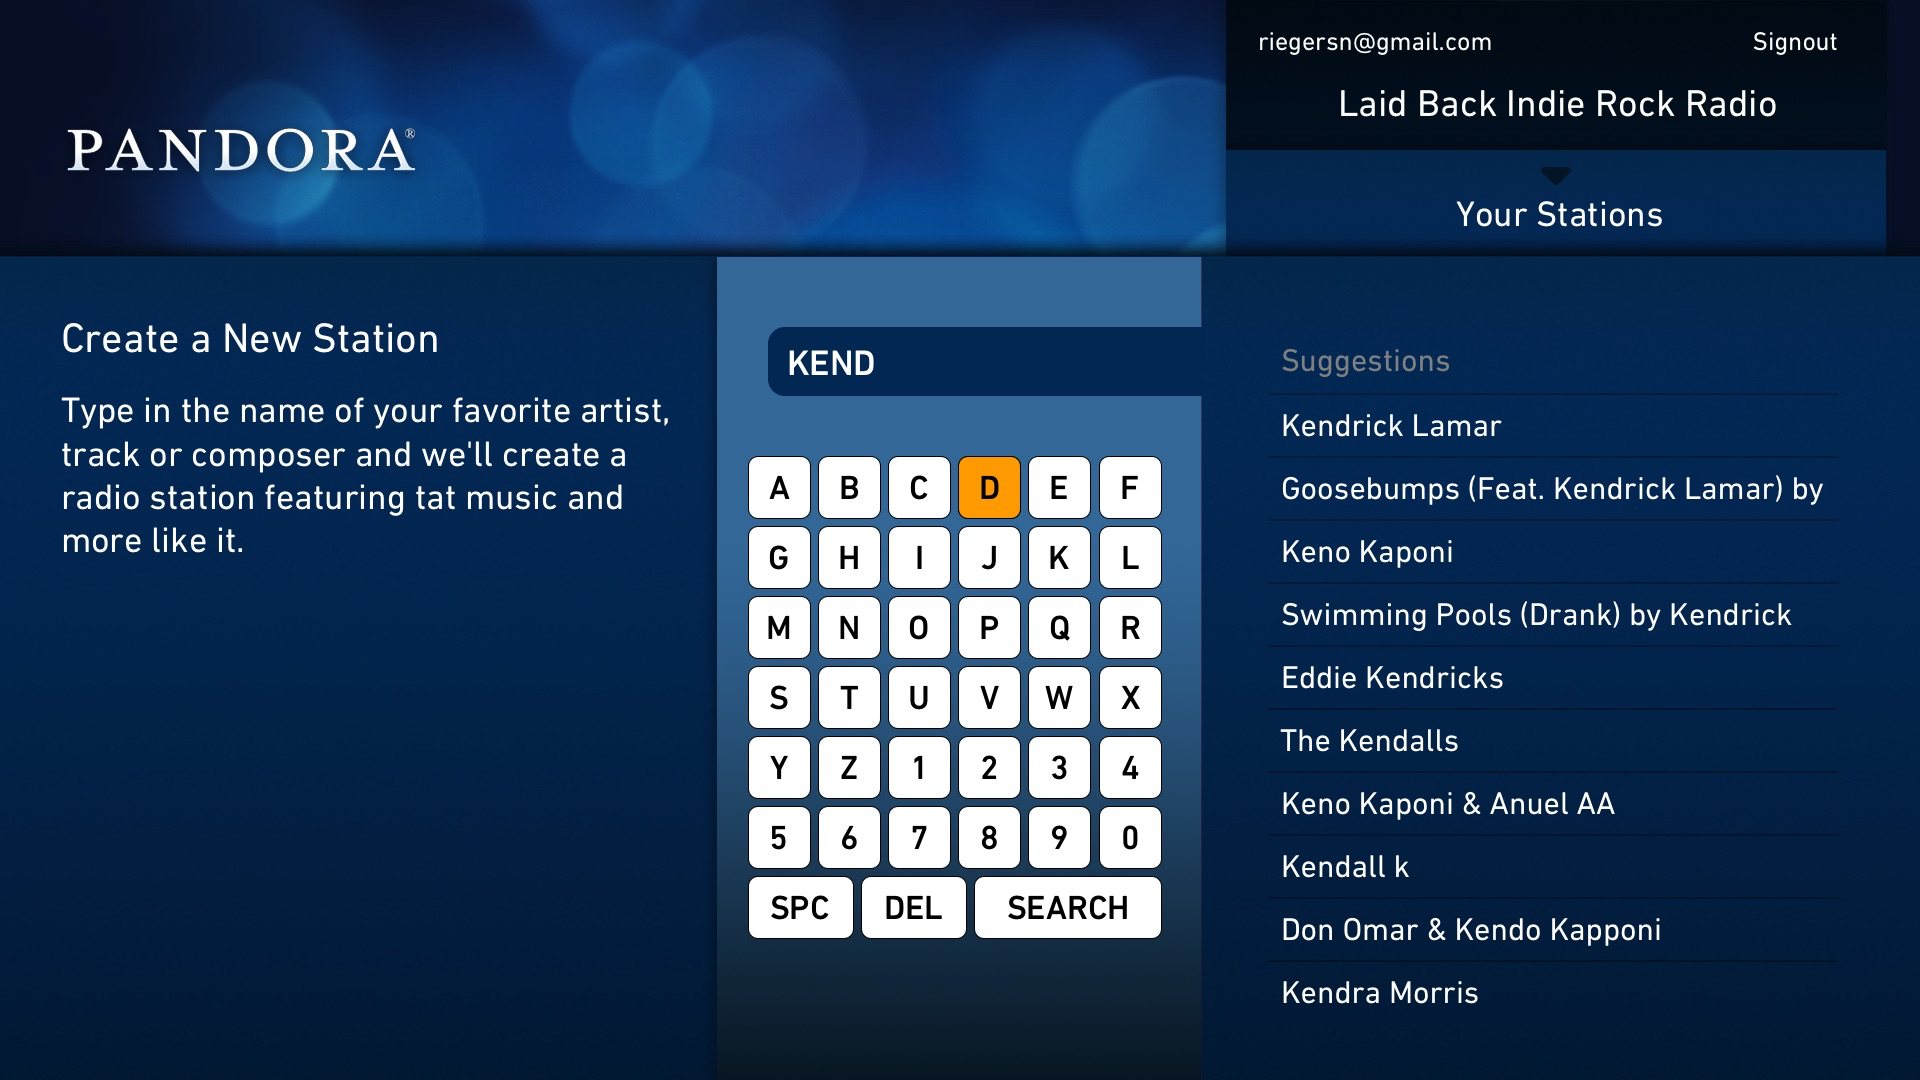 PANDORA®
riegersn@gmail.com Signout
Laid Back Indie Rock Radio
Your Stations
Create a New Station
Type in the name of your favorite artist,
track or composer and we'll create a
radio station featuring tat music and
more like it.
KEND
A B C D E F
G H I J K L
M N O P Q R
S T U V W X
Y Z 1 2 3 4
5 6 7 8 9 0
SPC DEL SEARCH
Suggestions
Kendrick Lamar
Goosebumps (Feat. Kendrick Lamar) by
Keno Kaponi
Swimming Pools (Drank) by Kendrick
Eddie Kendricks
The Kendalls
Keno Kaponi & Anuel AA
Kendall k
Don Omar & Kendo Kapponi
Kendra Morris